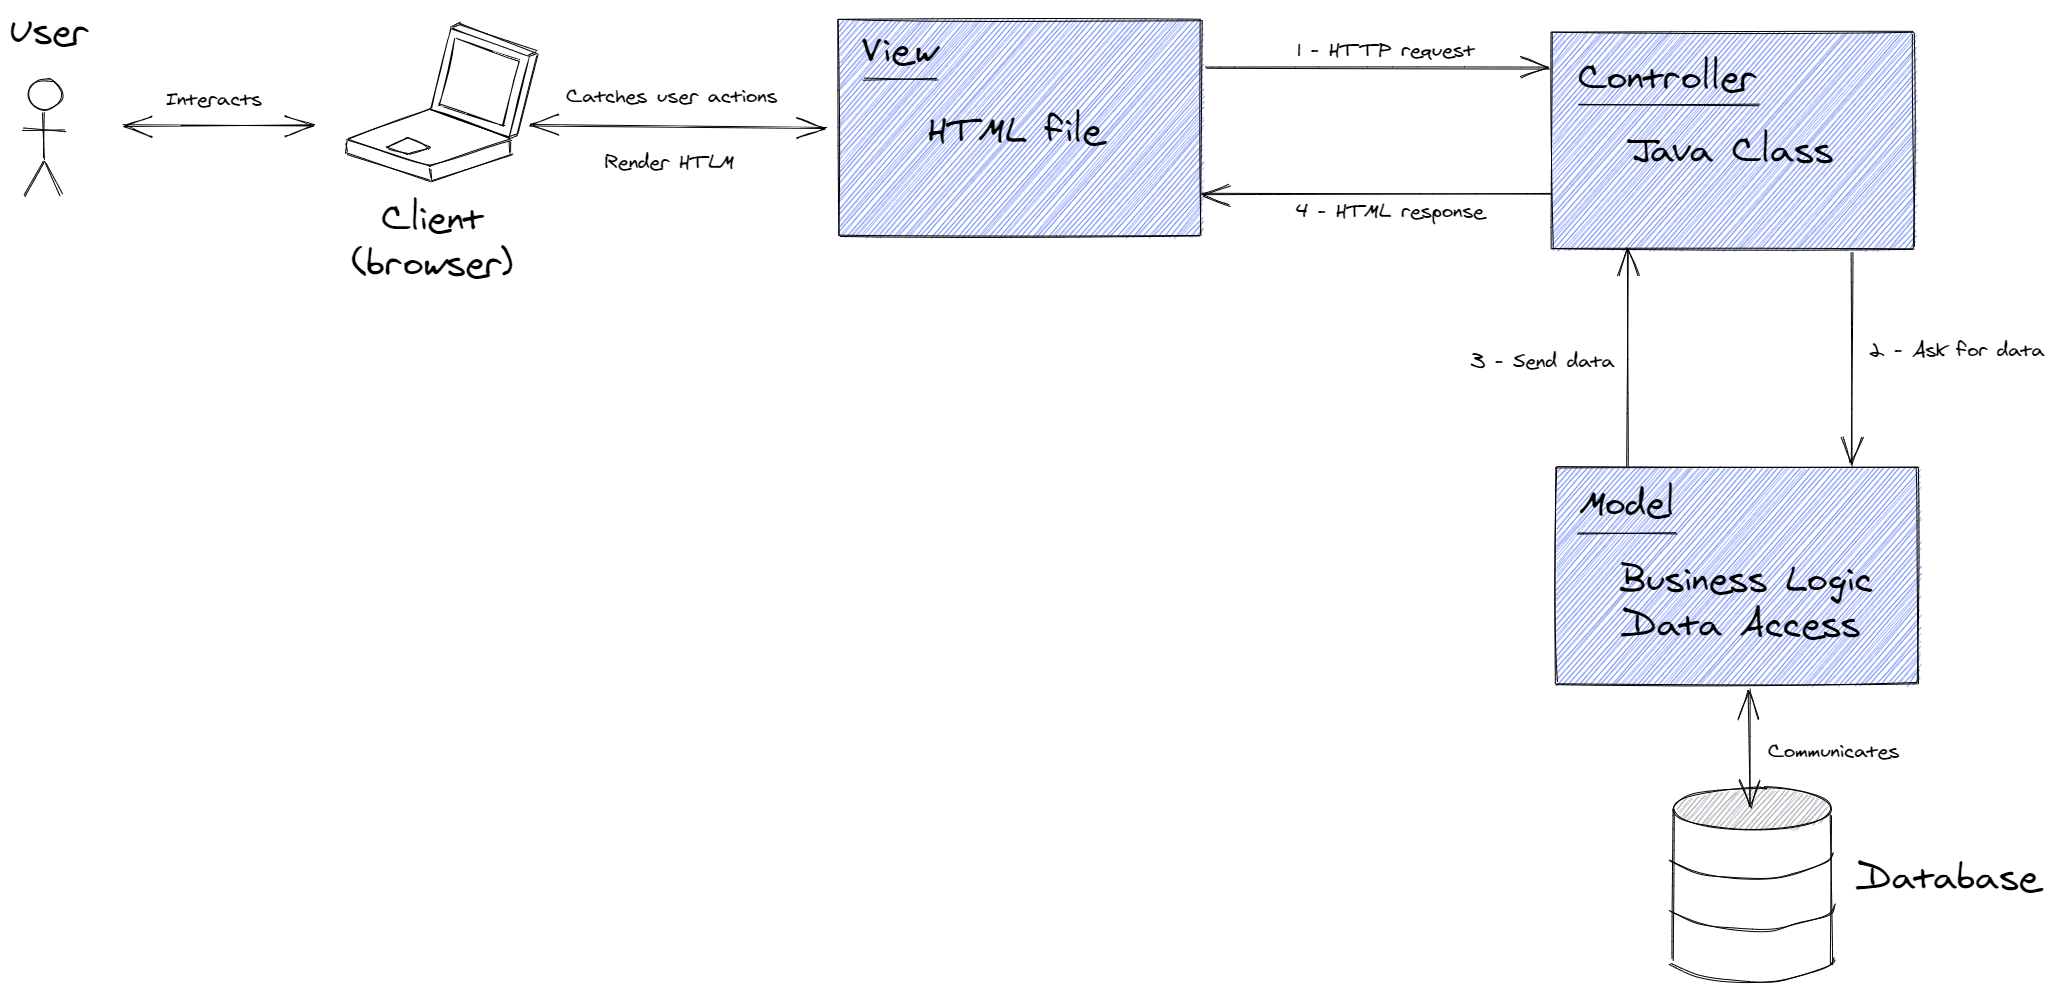 User
Interacts
Client
(browser)
Catches user actions
Render HTLM
View
HTML file
1 - HTTP request
4 - HTML response
Controller
Java Class
3 - Send data
2 - Ask for data
Model
Business Logic
Data Access
Communicates
Database